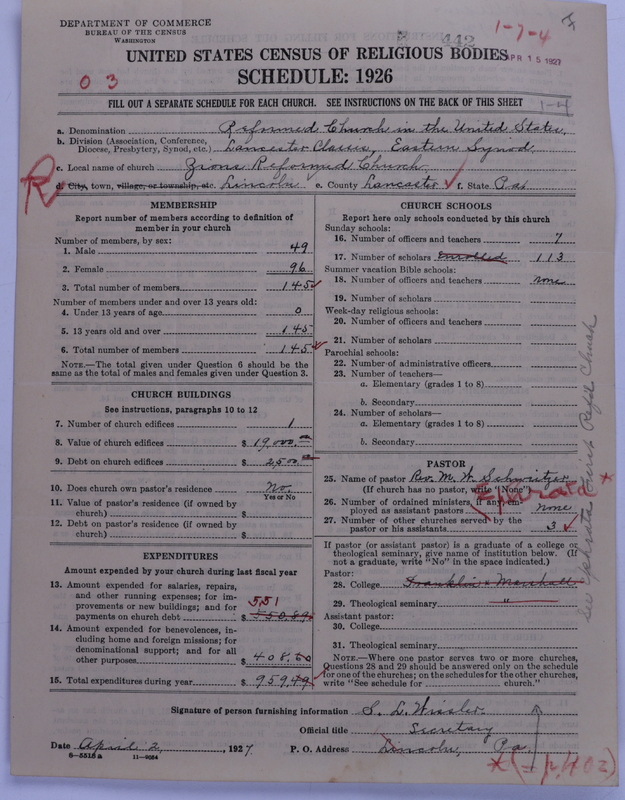 DEPARTMENT OF COMMERCE
BUREAU OF THE CENSUS
WASHINGTON
442
1-7-4
APR 15 1927
UNITED STATES CENSUS OF RELIGIOUS BODIES
SCHEDULE: 1926
0 3
FILL OUT A SEPARATE SCHEDULE FOR EACH CHURCH. SEE INSTRUCTIONS ON THE BACK OF THIS SHEET
1-4
a. Denomination Reformed Church in the United States,
b. Division (Association, Conference, Diocese, Presbytery, Synod, etc.) Lancaster Classis, Eastern Synod
c. Local name of church Zions Reformed Church
R
d. City, town, village, or township, etc. Lincoln e. County Lancaster f. State Pa.
MEMBERSHIP
Report number of members according to definition of member in your church
Number of members, by sex:
1. Male 49
2. Female 96
3. Total number of members 145
Number of members under and over 13 years old:
4. Under 13 years of age 0
5. 13 years old and over 145
6. Total number of members 145
NOTE.—The total given under Question 6 should be the same as the total of males and females given under Question 3.
CHURCH BUILDINGS
See instructions, paragraphs 10 to 12
7. Number of church edifices 1
8. Value of church edifices $ 19,000.00
9. Debt on church edifices $ 2,500.00
10. Does church own pastor's residence No.
Yes or No
11. Value of pastor's residence (if owned by church) $
12. Debt on pastor's residence (if owned by church) $
EXPENDITURES
Amount expended by your church during last fiscal year
13. Amount expended for salaries, repairs, and other running expenses; for improvements or new buildings; and for payments on church debt $ 550.89
551
14. Amount expended for benevolences, including home and foreign missions; for denominational support; and for all other purposes $ 408.60
15. Total expenditures during year $ 959.49
CHURCH SCHOOLS
Report here only schools conducted by this church
Sunday schools:
16. Number of officers and teachers 7
17. Number of scholars enrolled 113
Summer vacation Bible schools:
18. Number of officers and teachers none
19. Number of scholars
Week-day religious schools:
20. Number of officers and teachers
21. Number of scholars
Parochial schools:
22. Number of administrative officers
23. Number of teachers—
a. Elementary (grades 1 to 8)
b. Secondary
24. Number of scholars—
a. Elementary (grades 1 to 8)
b. Secondary
PASTOR
25. Name of pastor Rev. M. W. Schweitzer
(If church has no pastor, write "None")
Ephrata *
26. Number of ordained ministers, if any, employed as assistant pastors none
27. Number of other churches served by the pastor or his assistants 3
If pastor (or assistant pastor) is a graduate of a college or theological seminary, give name of institution below. (If not a graduate, write "No" in the space indicated.)
Pastor:
28. College Franklin & Marshall
29. Theological seminary "
Assistant pastor:
30. College
31. Theological seminary
NOTE.—Where one pastor serves two or more churches, Questions 28 and 29 should be answered only on the schedule for one of the churches; on the schedules for the other churches, write "See schedule for church."
See Ephrata
Signature of person furnishing information S. L. Wissler
Official title Secretary
Date April 2, 1927 P. O. Address Lincoln, Pa.
6—5518 a 11—9084
*(= p. 402)